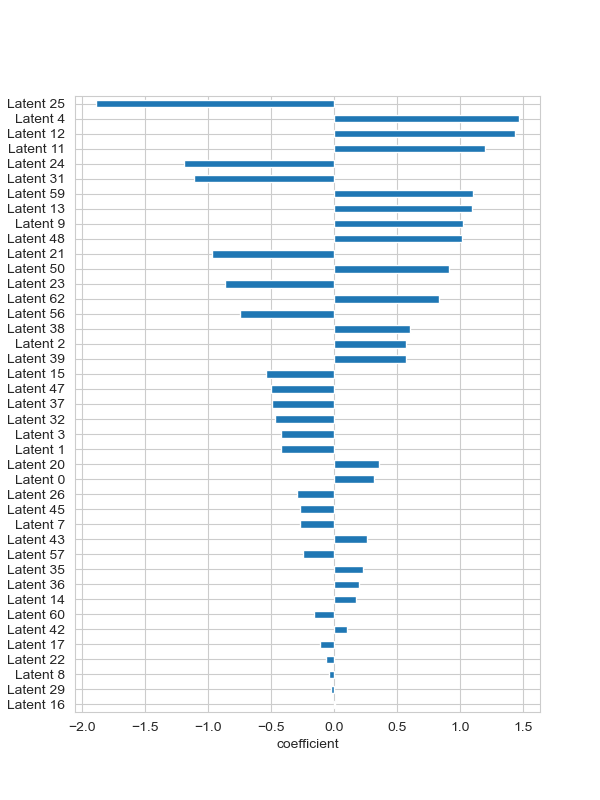 Latent 25
Latent 4
Latent 12
Latent 11
Latent 24
Latent 31
Latent 59
Latent 13
Latent 9
Latent 48
Latent 21
Latent 50
Latent 23
Latent 62
Latent 56
Latent 38
Latent 2
Latent 39
Latent 15
Latent 47
Latent 37
Latent 32
Latent 3
Latent 1
Latent 20
Latent 0
Latent 26
Latent 45
Latent 7
Latent 43
Latent 57
Latent 35
Latent 36
Latent 14
Latent 60
Latent 42
Latent 17
Latent 22
Latent 8
Latent 29
Latent 16
−2.0 −1.5 −1.0 −0.5 0.0 0.5 1.0 1.5
coefficient